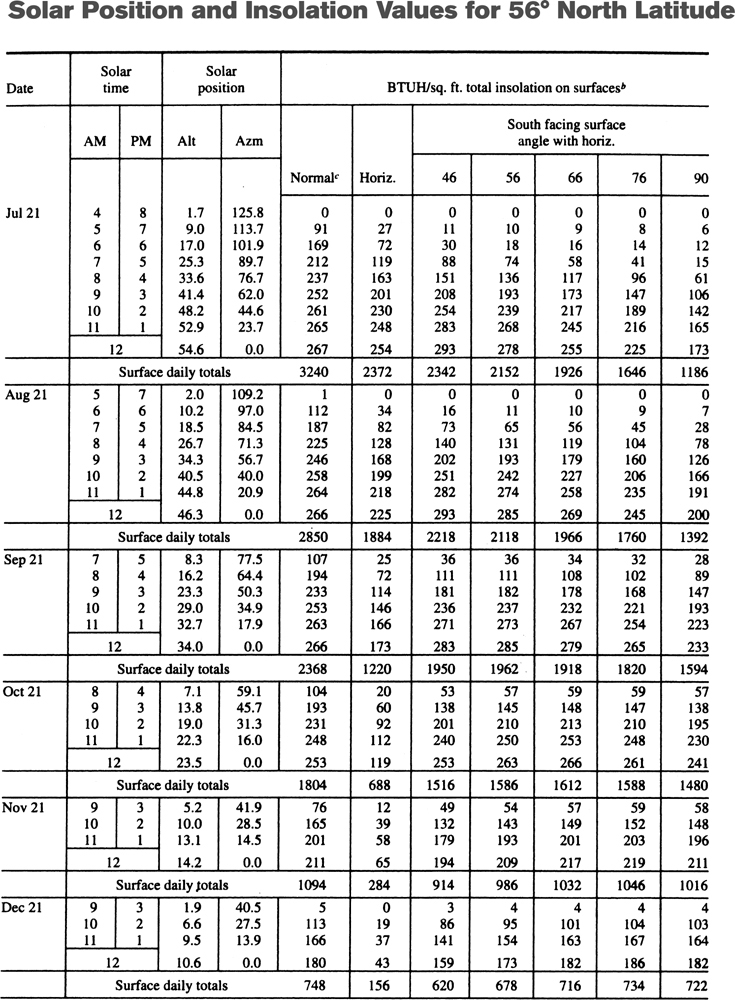 Solar Position and Insolation Values for 56° North Latitude
Date Solar time Solar position BTUH/sq. ft. total insolation on surfacesb
AM PM Alt Azm South facing surface angle with horiz.
Normalc Horiz. 46 56 66 76 90
Jul 21 4 8 1.7 125.8 0 0 0 0 0 0 0
5 7 9.0 113.7 91 27 11 10 9 8 6
6 6 17.0 101.9 169 72 30 18 16 14 12
7 5 25.3 89.7 212 119 88 74 58 41 15
8 4 33.6 76.7 237 163 151 136 117 96 61
9 3 41.4 62.0 252 201 208 193 173 147 106
10 2 48.2 44.6 261 230 254 239 217 189 142
11 1 52.9 23.7 265 248 283 268 245 216 165
12 54.6 0.0 267 254 293 278 255 225 173
Surface daily totals 3240 2372 2342 2152 1926 1646 1186
Aug 21 5 7 2.0 109.2 1 0 0 0 0 0 0
6 6 10.2 97.0 112 34 16 11 10 9 7
7 5 18.5 84.5 187 82 73 65 56 45 28
8 4 26.7 71.3 225 128 140 131 119 104 78
9 3 34.3 56.7 246 168 202 193 179 160 126
10 2 40.5 40.0 258 199 251 242 227 206 166
11 1 44.8 20.9 264 218 282 274 258 235 191
12 46.3 0.0 266 225 293 285 269 245 200
Surface daily totals 2850 1884 2218 2118 1966 1760 1392
Sep 21 7 5 8.3 77.5 107 25 36 36 34 32 28
8 4 16.2 64.4 194 72 111 111 108 102 89
9 3 23.3 50.3 233 114 181 182 178 168 147
10 2 29.0 34.9 253 146 236 237 232 221 193
11 1 32.7 17.9 263 166 271 273 267 254 223
12 34.0 0.0 266 173 283 285 279 265 233
Surface daily totals 2368 1220 1950 1962 1918 1820 1594
Oct 21 8 4 7.1 59.1 104 20 53 57 59 59 57
9 3 13.8 45.7 193 60 138 145 148 147 138
10 2 19.0 31.3 231 92 201 210 213 210 195
11 1 22.3 16.0 248 112 240 250 253 248 230
12 23.5 0.0 253 119 253 263 266 261 241
Surface daily totals 1804 688 1516 1586 1612 1588 1480
Nov 21 9 3 5.2 41.9 76 12 49 54 57 59 58
10 2 10.0 28.5 165 39 132 143 149 152 148
11 1 13.1 14.5 201 58 179 193 201 203 196
12 14.2 0.0 211 65 194 209 217 219 211
Surface daily totals 1094 284 914 986 1032 1046 1016
Dec 21 9 3 1.9 40.5 5 0 3 4 4 4 4
10 2 6.6 27.5 113 19 86 95 101 104 103
11 1 9.5 13.9 166 37 141 154 163 167 164
12 10.6 0.0 180 43 159 173 182 186 182
Surface daily totals 748 156 620 678 716 734 722